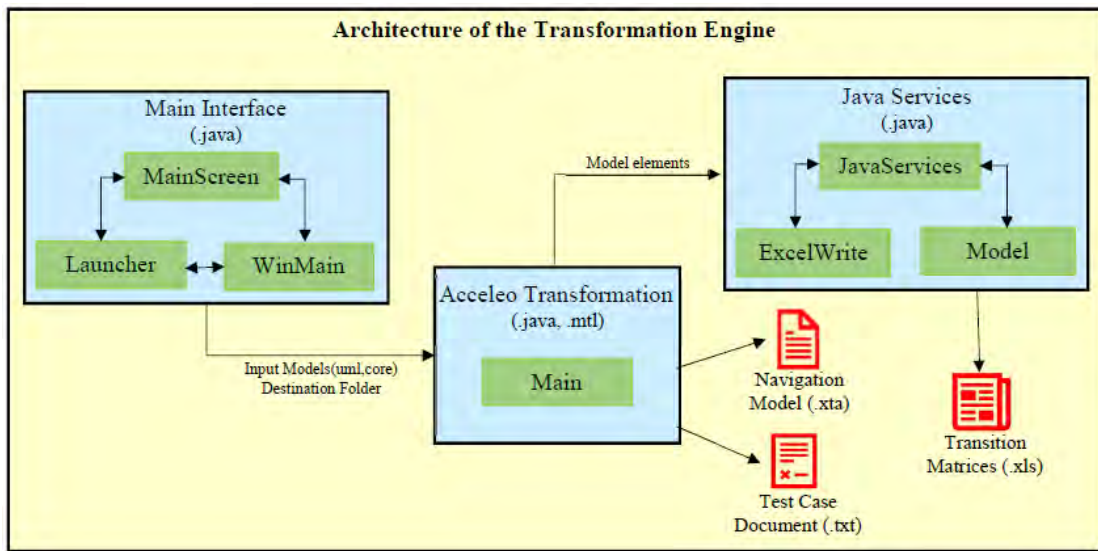 Architecture of the Transformation Engine
Main Interface
(.java)
MainScreen
Launcher
WinMain
Input Models(uml,core)
Destination Folder
Acceleo Transformation
(.java, .mtl)
Main
Model elements
Java Services
(.java)
JavaServices
ExcelWrite
Model
Navigation
Model (.xta)
Test Case
Document (.txt)
Transition
Matrices (.xls)